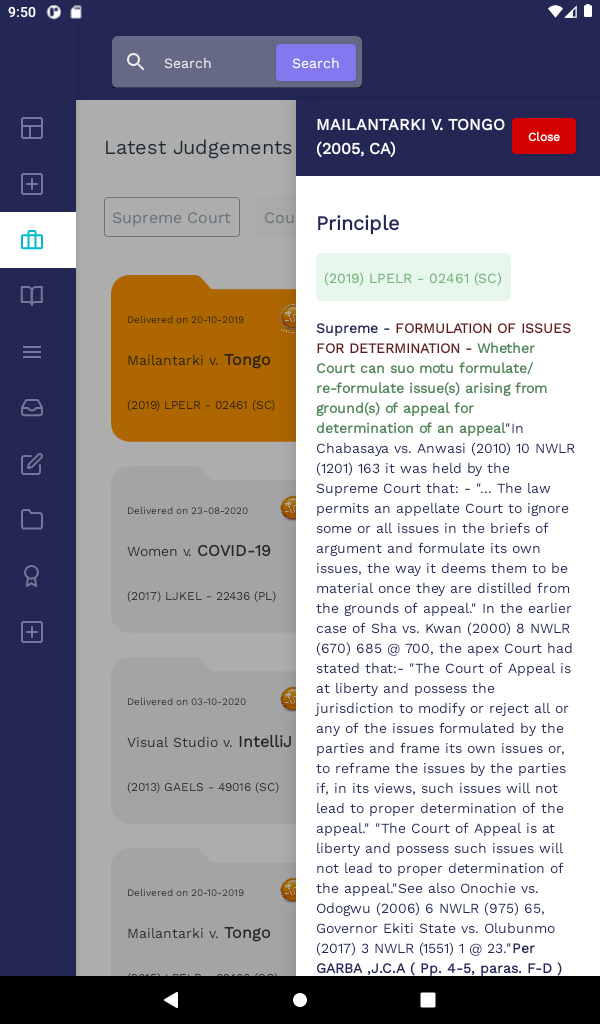 9:50
Search
Search
Latest Judgements
Supreme Court
Cou
Delivered on 20-10-2019
Mailantarki v. Tongo
(2019) LPELR - 02461 (SC)
Delivered on 23-08-2020
Women v. COVID-19
(2017) LJKEL - 22436 (PL)
Delivered on 03-10-2020
Visual Studio v. IntelliJ
(2013) GAELS - 49016 (SC)
Delivered on 20-10-2019
Mailantarki v. Tongo
MAILANTARKI V. TONGO
(2005, CA)
Close
Principle
(2019) LPELR - 02461 (SC)
Supreme - FORMULATION OF ISSUES
FOR DETERMINATION - Whether
Court can suo motu formulate/
re-formulate issue(s) arising from
ground(s) of appeal for
determination of an appeal"In
Chabasaya vs. Anwasi (2010) 10 NWLR
(1201) 163 it was held by the
Supreme Court that: - "... The law
permits an appellate Court to ignore
some or all issues in the briefs of
argument and formulate its own
issues, the way it deems them to be
material once they are distilled from
the grounds of appeal." In the earlier
case of Sha vs. Kwan (2000) 8 NWLR
(670) 685 @ 700, the apex Court had
stated that:- "The Court of Appeal is
at liberty and possess the
jurisdiction to modify or reject all or
any of the issues formulated by the
parties and frame its own issues or,
to reframe the issues by the parties
if, in its views, such issues will not
lead to proper determination of the
appeal." "The Court of Appeal is at
liberty and possess such issues will
not lead to proper determination of
the appeal."See also Onochie vs.
Odogwu (2006) 6 NWLR (975) 65,
Governor Ekiti State vs. Olubunmo
(2017) 3 NWLR (1551) 1 @ 23."Per
GARBA ,J.C.A ( Pp. 4-5, paras. F-D )